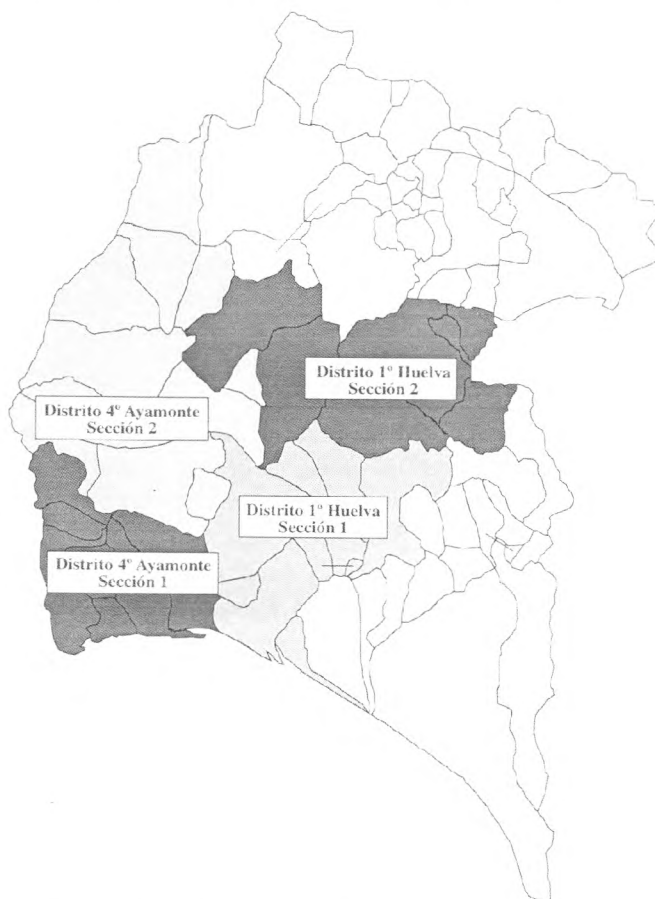 Distrito 1º Huelva
Sección 2
Distrito 4º Ayamonte
Sección 2
Distrito 1º Huelva
Sección 1
Distrito 4º Ayamonte
Sección 1